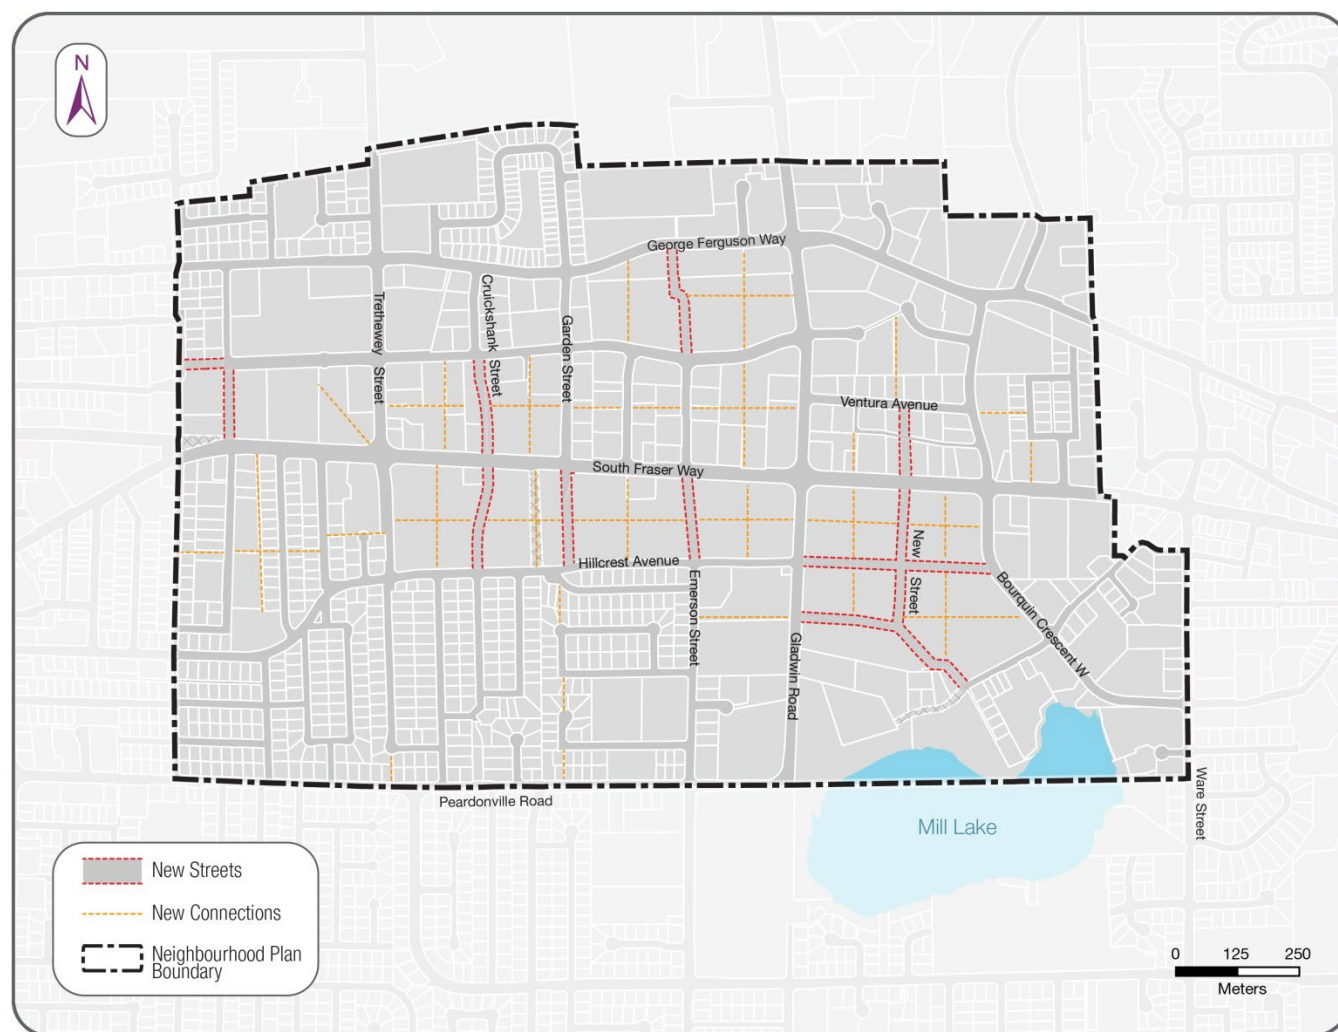 N
George Ferguson Way
Trethewey Street
Cruickshank Street
Garden Street
Ventura Avenue
South Fraser Way
Hillcrest Avenue
New Street
Emerson Street
Gladwin Road
Bourquin Crescent W
Peardonville Road
Ware Street
Mill Lake
New Streets
New Connections
Neighbourhood Plan
Boundary
0 125 250
Meters